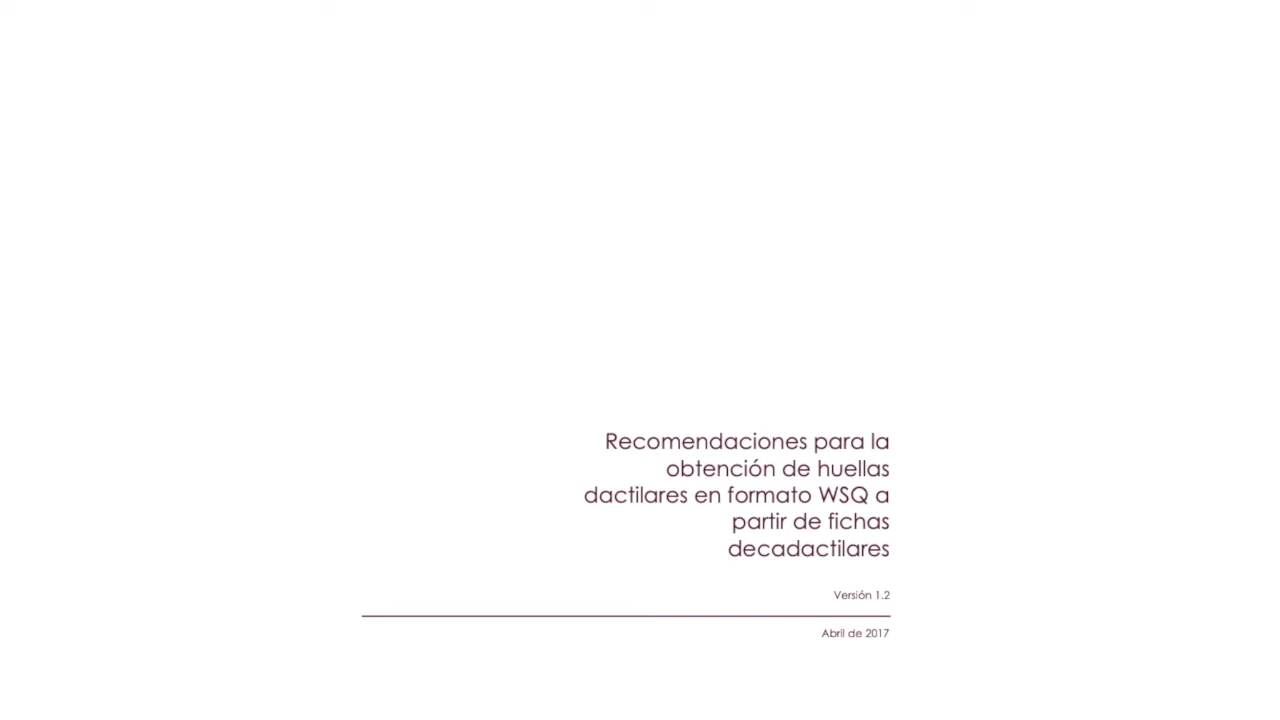 Recomendaciones para la
obtención de huellas
dactilares en formato WSQ a
partir de fichas
decadactilares
Versión 1.2
Abril de 2017